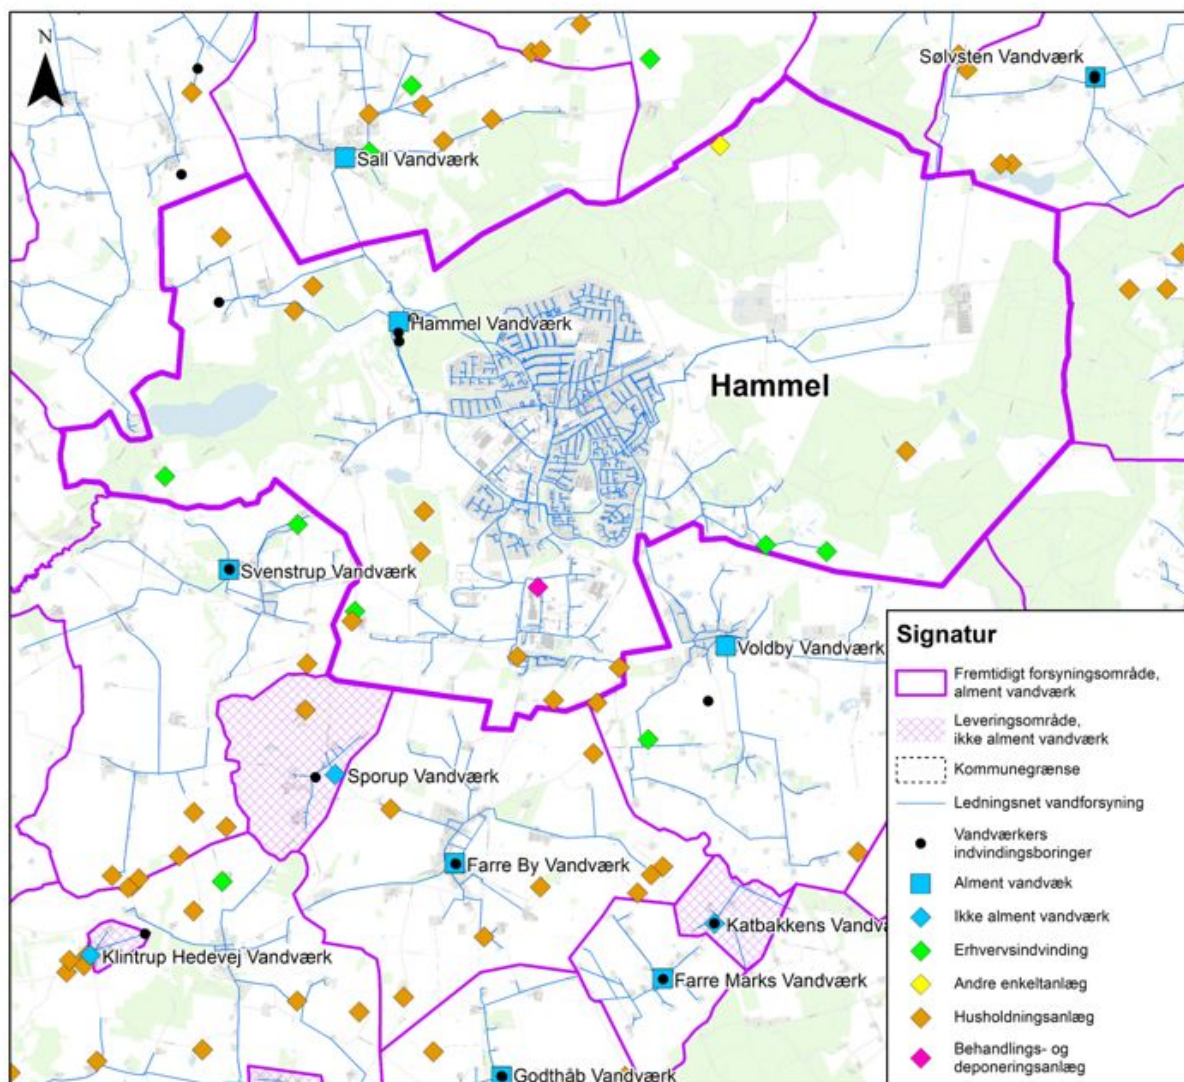 N
Sølvsten Vandværk
Sall Vandværk
Hammel Vandværk
Hammel
Svenstrup Vandværk
Voldby Vandværk
Sporup Vandværk
Farre By Vandværk
Katbakkens Vandvæ
Klintrup Hedevej Vandværk
Farre Marks Vandværk
Godthåb Vandværk
Signatur
Fremtidigt forsyningsområde,
alment vandværk
Leveringsområde,
ikke alment vandværk
Kommunegrænse
Ledningsnet vandforsyning
Vandværkers
indvindingsboringer
Alment vandvæk
Ikke alment vandværk
Erhvervsindvinding
Andre enkeltanlæg
Husholdningsanlæg
Behandlings- og
deponeringsanlæg